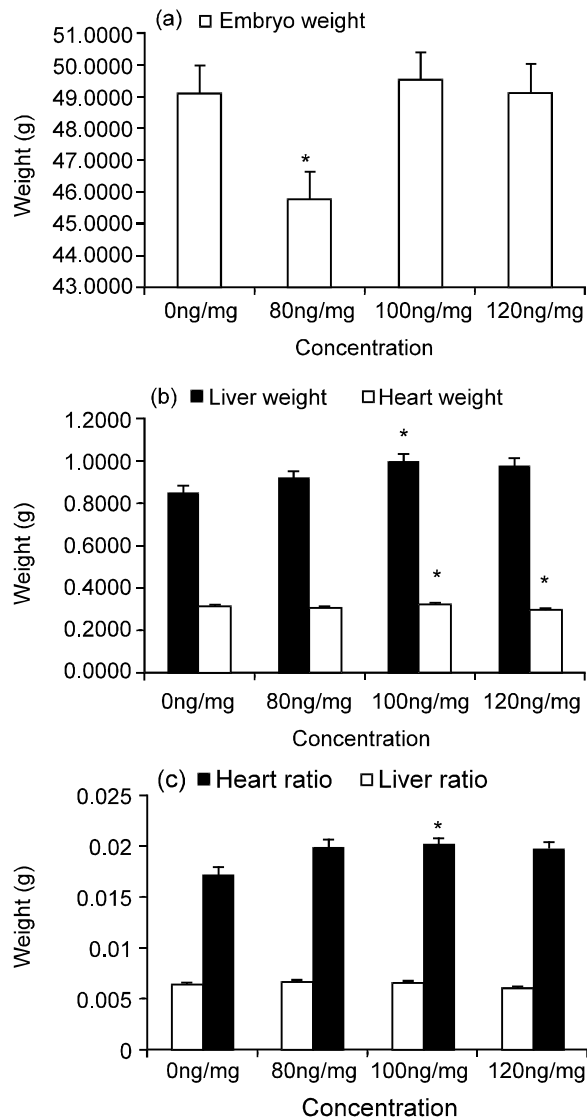 (a) Embryo weight
51.0000
50.0000
49.0000
48.0000
47.0000
46.0000
45.0000
44.0000
43.0000
Weight (g)
*
0ng/mg 80ng/mg 100ng/mg 120ng/mg
Concentration
(b) Liver weight Heart weight
1.2000
1.0000
0.8000
0.6000
0.4000
0.2000
0.0000
Weight (g)
*
* *
0ng/mg 80ng/mg 100ng/mg 120ng/mg
Concentration
(c) Heart ratio Liver ratio
0.025
0.02
0.015
0.01
0.005
0
Weight (g)
*
0ng/mg 80ng/mg 100ng/mg 120ng/mg
Concentration